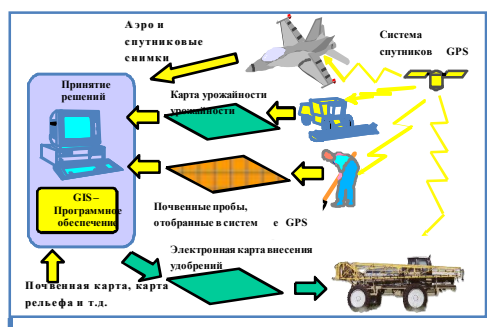 Аэро и
спутниковые
снимки
Система
спутников GPS
Принятие
решений
Карта урожайности
урожайности
GIS–
Программное
обеспечение
Почвенные пробы,
отобранные в систем е GPS
Электронная карта внесения
удобрений
Почвенная карта, карта
рельефа и т.д.